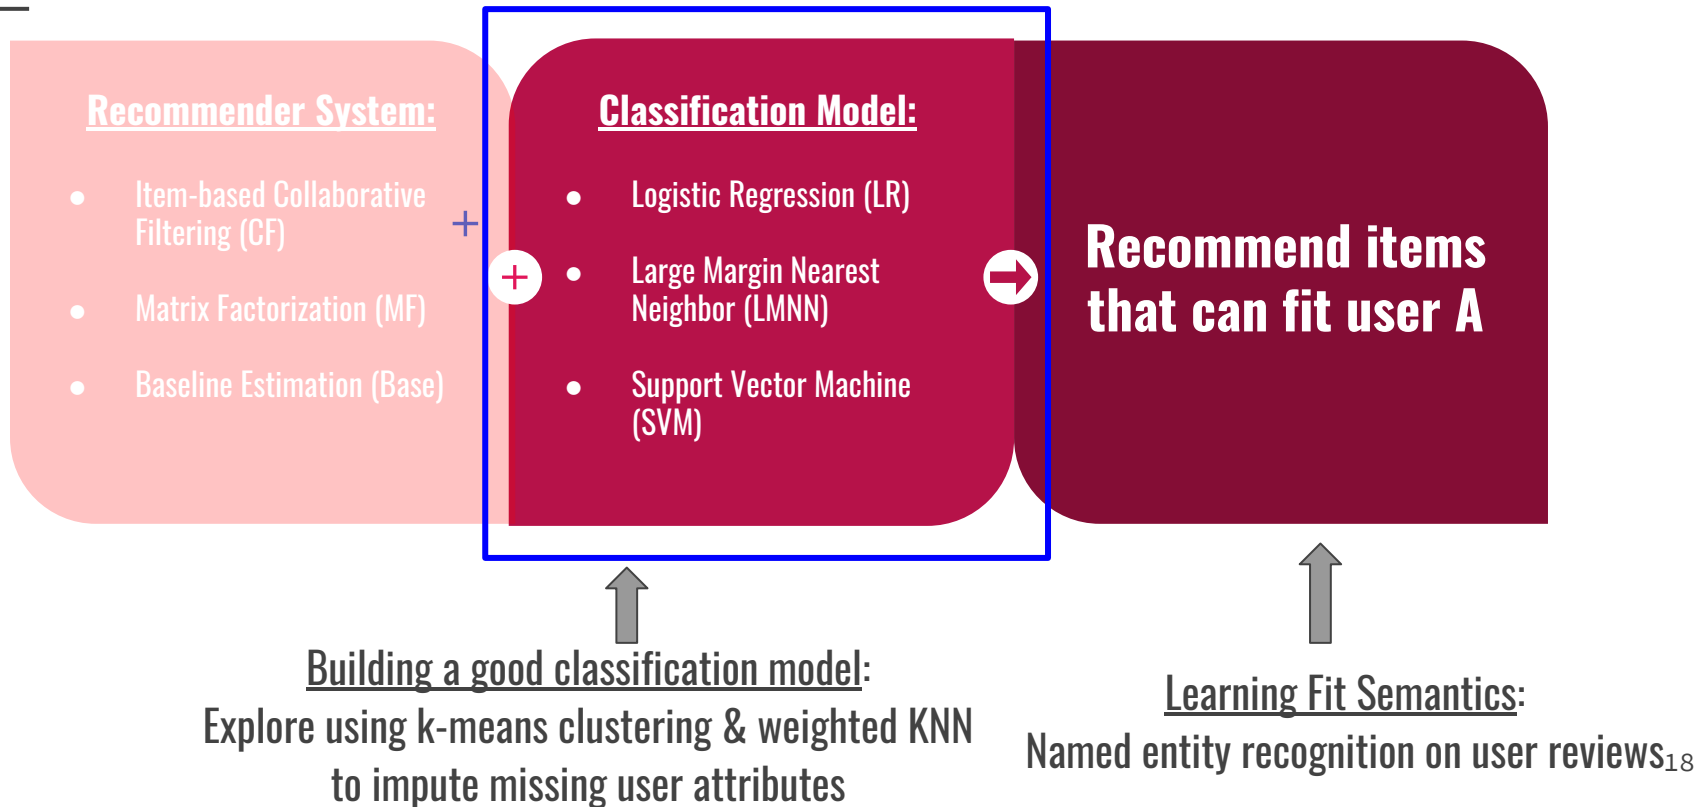 Recommender System:
● Item-based Collaborative
Filtering (CF)
● Matrix Factorization (MF)
● Baseline Estimation (Base)
+
+
Classification Model:
● Logistic Regression (LR)
● Large Margin Nearest
Neighbor (LMNN)
● Support Vector Machine
(SVM)
Recommend items
that can fit user A
Building a good classification model:
Explore using k-means clustering & weighted KNN
to impute missing user attributes
Learning Fit Semantics:
Named entity recognition on user reviews
18